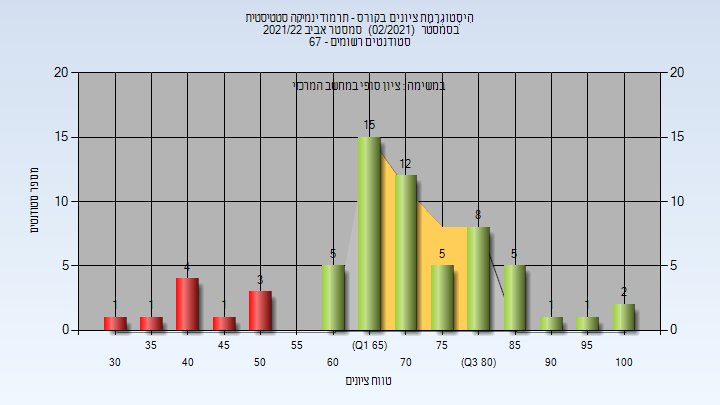 היסטוגרמת ציונים בקורס - תרמודינמיקה סטטיסטית
בסמסטר (02/2021) סמסטר אביב 2021/22
סטודנטים רשומים - 67
במשימה : ציון סופי במחשב המרכזי
20 20
15 15
10 10
5 5
0 0
מספר סטודנטים
1 1 4 1 3 5 15 12 5 8 5 1 1 2
35 45 55 (Q1 65) 75 85 95
30 40 50 60 70 (Q3 80) 90 100
טווח ציונים